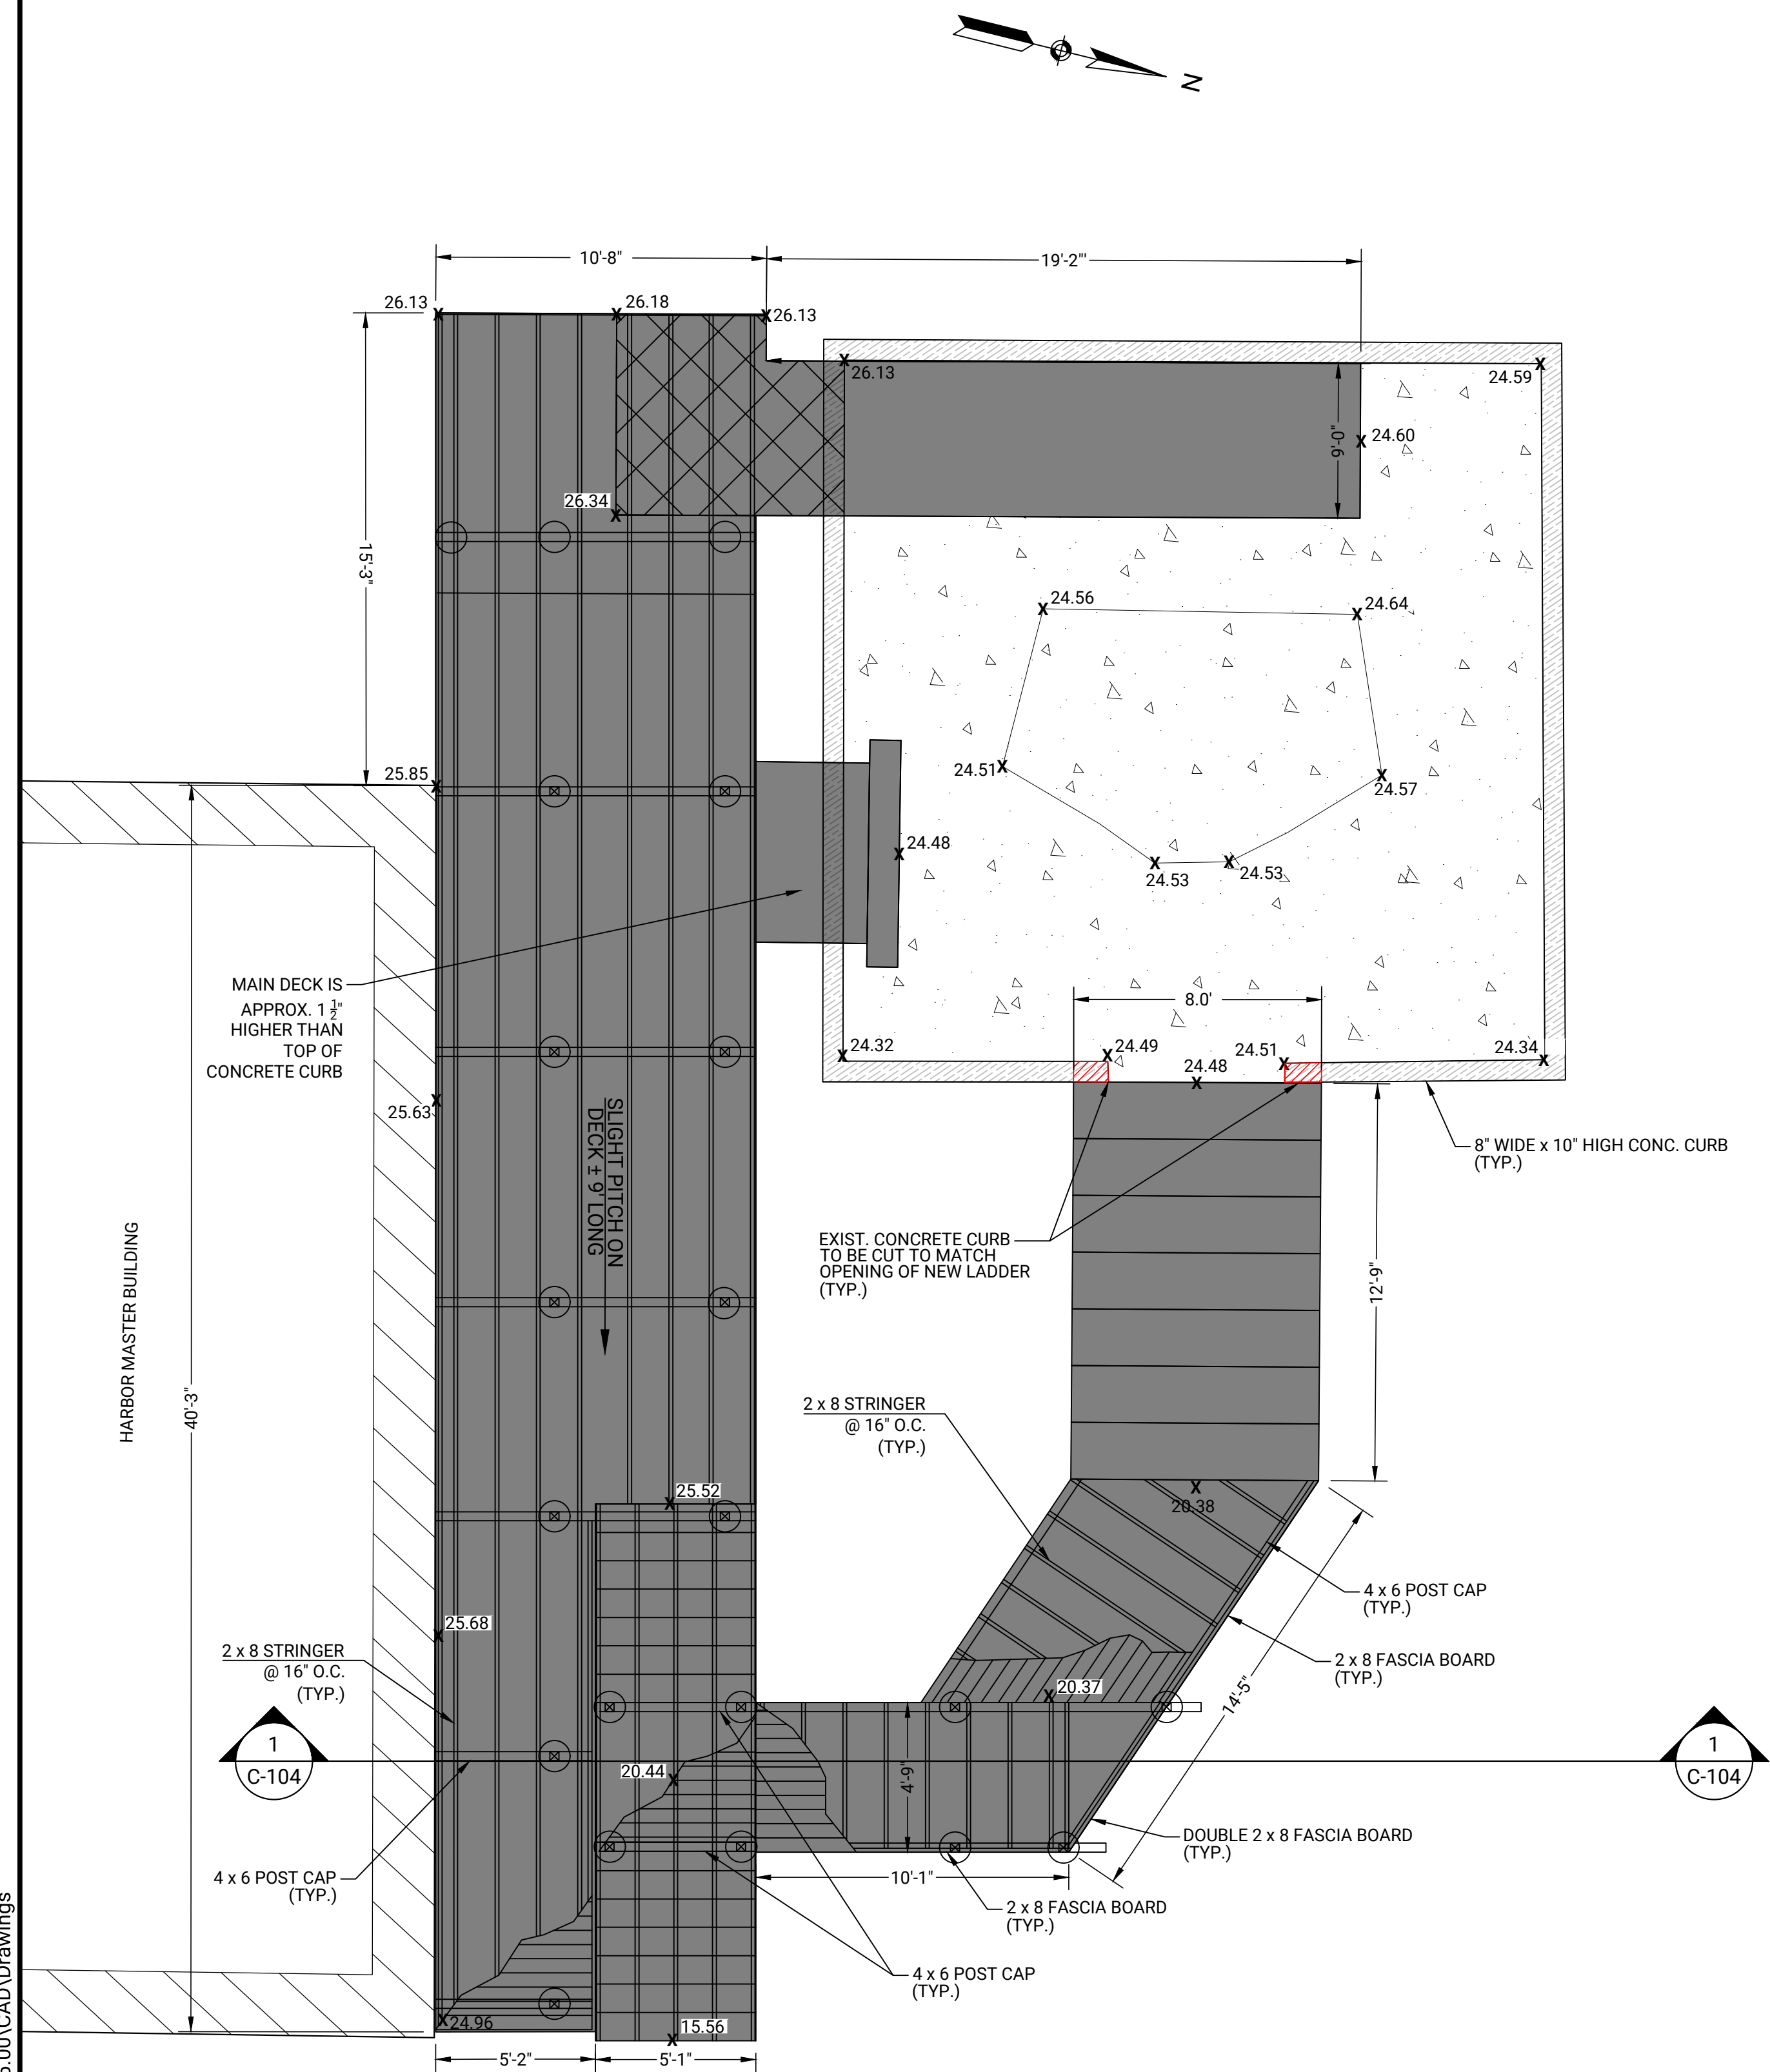 N
10'-8"
19'-2"'
26.13
26.18
26.13
26.13
24.59
9'-0"
24.60
26.34
15'-3"
24.56
24.64
25.85
24.51
24.57
24.48
24.53
24.53
MAIN DECK IS
APPROX. 1 1/2"
HIGHER THAN
TOP OF
CONCRETE CURB
8.0'
24.32
24.49
24.48
24.51
24.34
25.63
SLIGHT PITCH ON
DECK ± 9' LONG
8" WIDE x 10" HIGH CONC. CURB
(TYP.)
EXIST. CONCRETE CURB
TO BE CUT TO MATCH
OPENING OF NEW LADDER
(TYP.)
12'-9"
HARBOR MASTER BUILDING
40'-3"
2 x 8 STRINGER
@ 16" O.C.
(TYP.)
25.52
20.38
4 x 6 POST CAP
(TYP.)
25.68
2 x 8 STRINGER
@ 16" O.C.
(TYP.)
2 x 8 FASCIA BOARD
(TYP.)
20.37
14'-5"
1
C-104
20.44
4'-9"
1
C-104
DOUBLE 2 x 8 FASCIA BOARD
(TYP.)
4 x 6 POST CAP
(TYP.)
10'-1"
2 x 8 FASCIA BOARD
(TYP.)
4 x 6 POST CAP
(TYP.)
24.96
15.56
5'-2"
5'-1"
5.00\CAD\Drawings